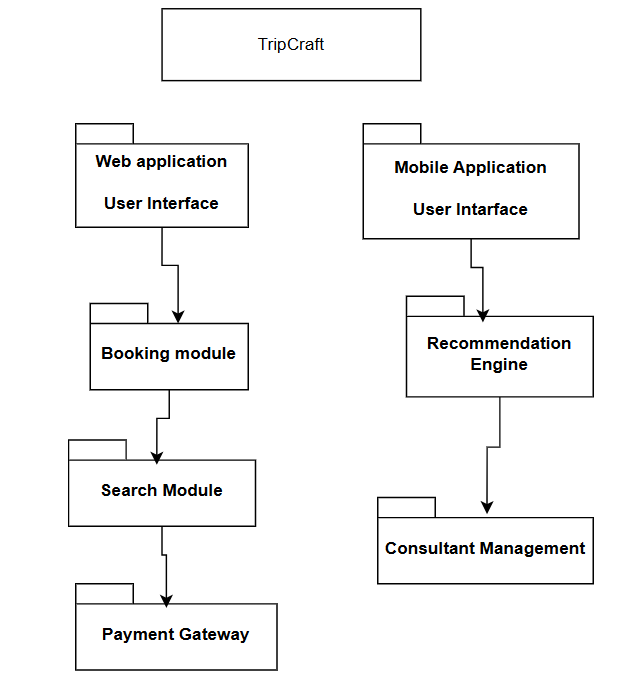 TripCraft
Web application
User Interface
Mobile Application
User Intarface
Booking module
Recommendation
Engine
Search Module
Consultant Management
Payment Gateway